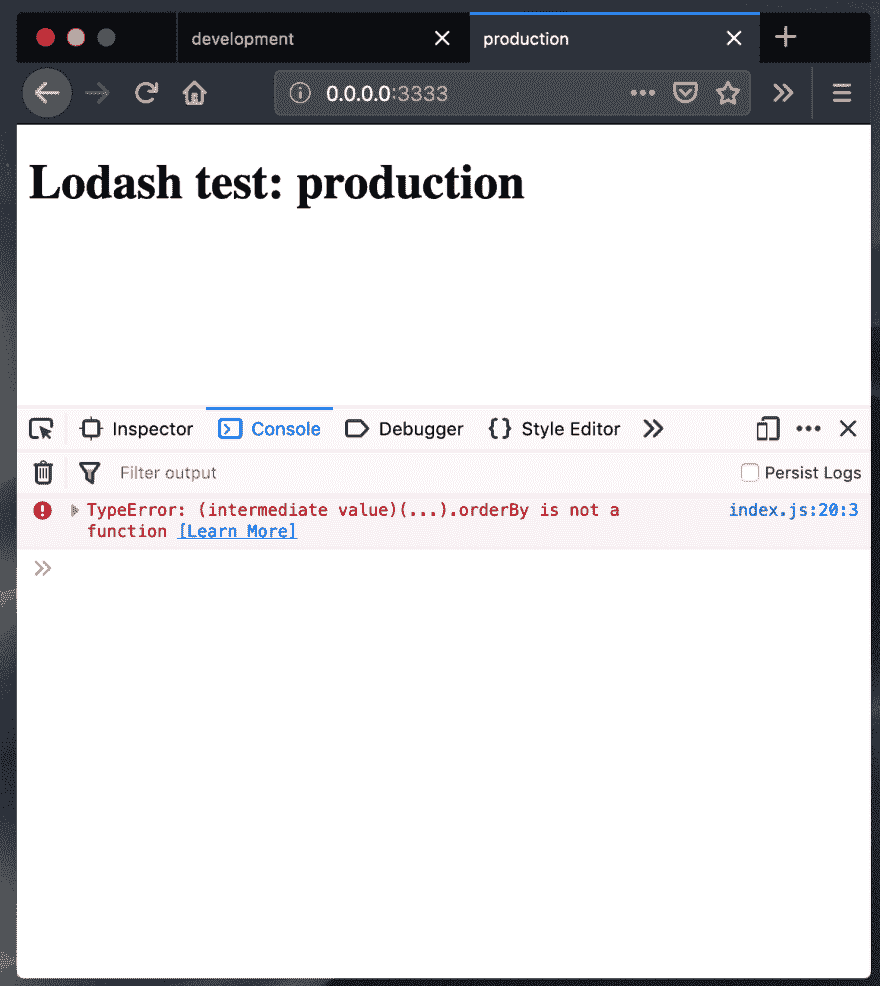 development
production
0.0.0.0:3333
Lodash test: production
Inspector Console Debugger {} Style Editor
Filter output Persist Logs
TypeError: (intermediate value)(...).orderBy is not a index.js:20:3
function [Learn More]